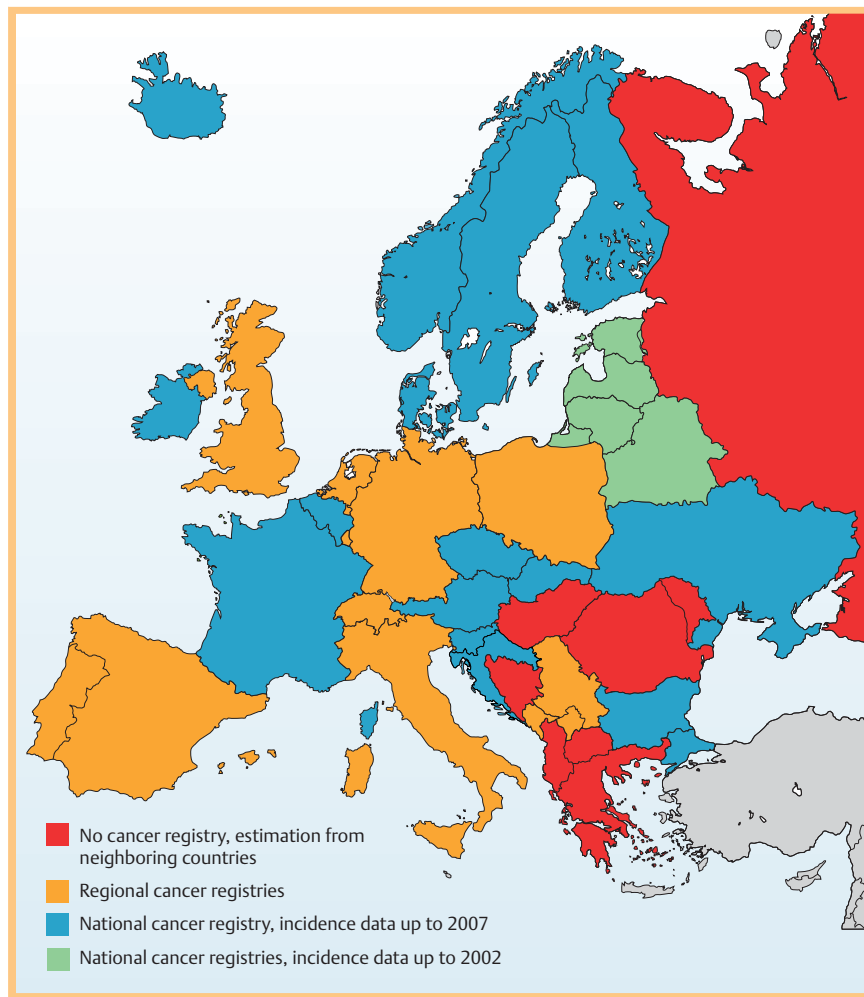 No cancer registry, estimation from
neighboring countries
Regional cancer registries
National cancer registry, incidence data up to 2007
National cancer registries, incidence data up to 2002